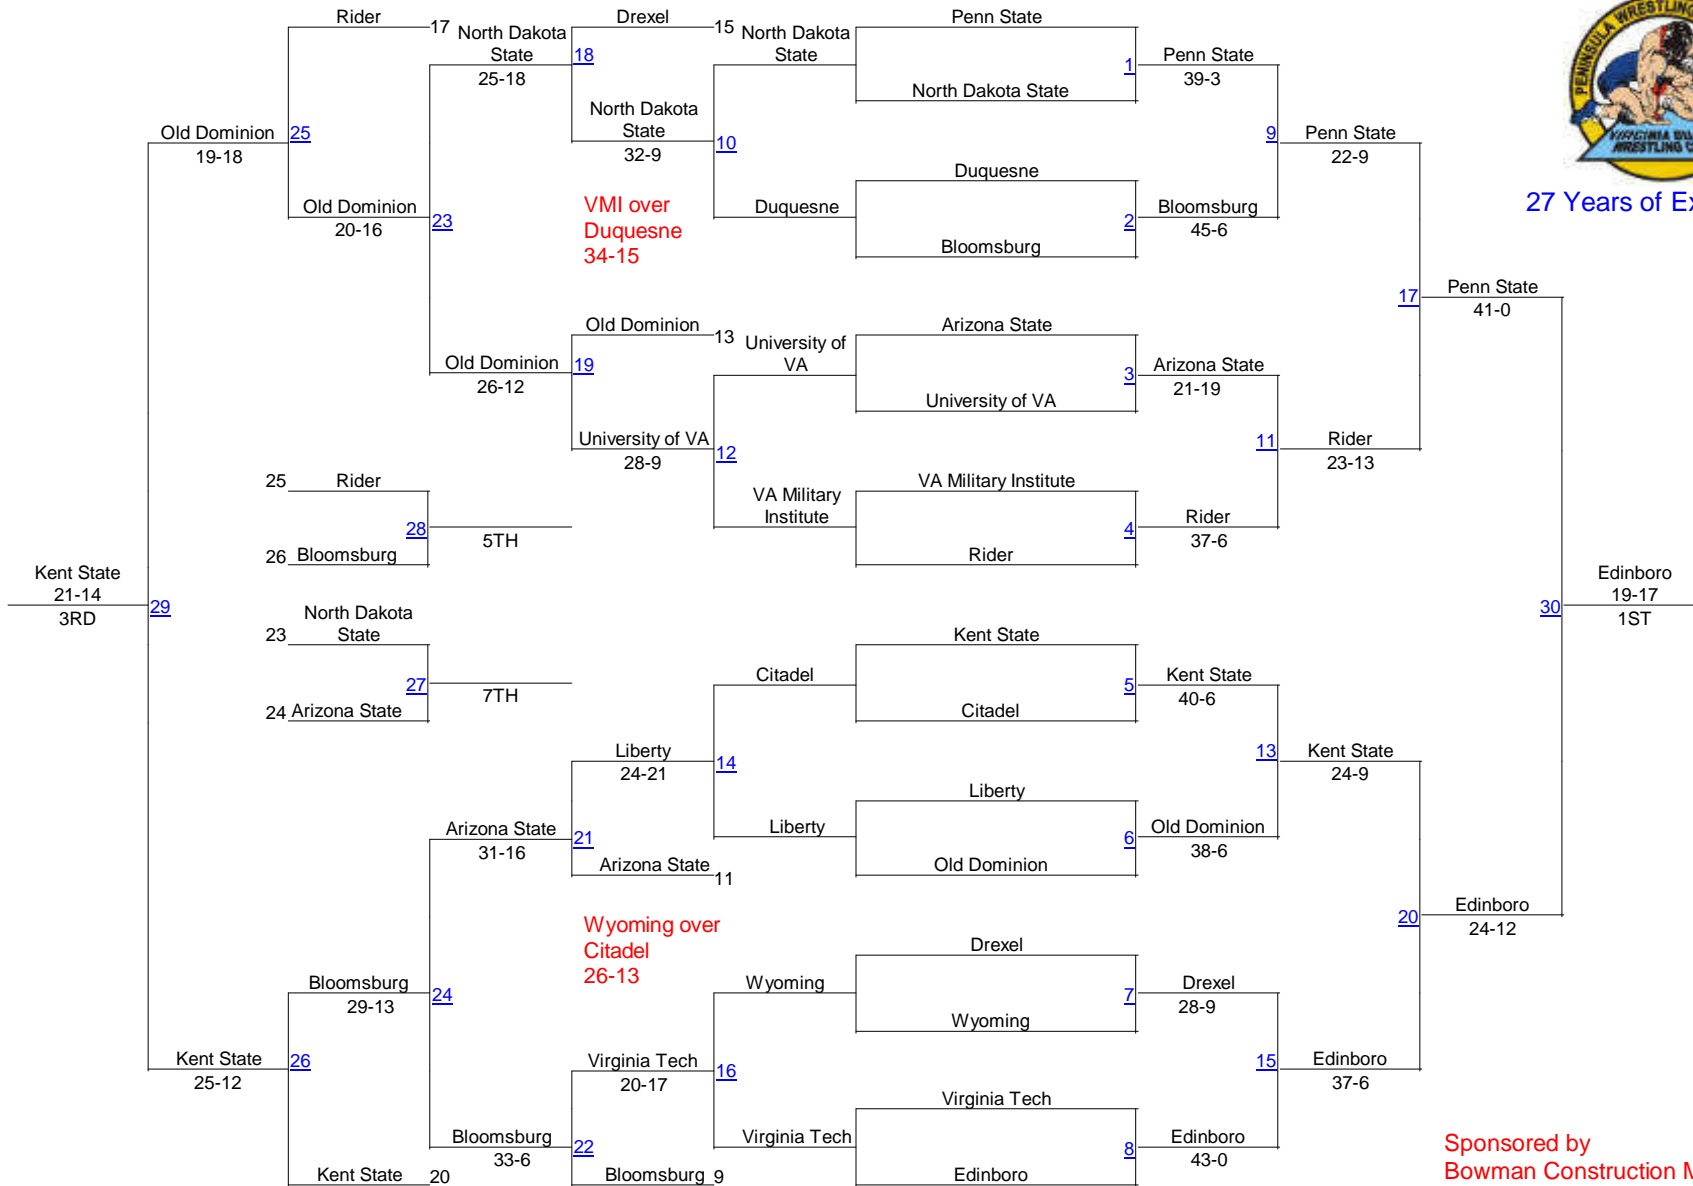 Rider
17
North Dakota
State
25-18
Drexel
15
18
North Dakota
State
32-9
North Dakota
State
10
Penn State
1
North Dakota State
Penn State
39-3
PENINSULA WRESTLING
27 Years of
Old Dominion
19-18
25
Old Dominion
20-16
23
VMI over
Duquesne
34-15
Duquesne
Duquesne
2
Bloomsburg
Bloomsburg
45-6
9
Penn State
22-9
Old Dominion
26-12
Old Dominion
13
19
University of VA
28-9
University of
VA
12
VA Military
Institute
Arizona State
3
University of VA
Arizona State
21-19
VA Military Institute
4
Rider
Rider
37-6
11
Rider
23-13
17
Penn State
41-0
25
Rider
28
5TH
26
Bloomsburg
Kent State
21-14
3RD
29
23
North Dakota
State
27
7TH
24
Arizona State
30
Edinboro
19-17
1ST
Citadel
Kent State
5
Citadel
Kent State
40-6
Liberty
24-21
14
Liberty
Liberty
6
Old Dominion
Old Dominion
38-6
13
Kent State
24-9
Arizona State
31-16
21
Arizona State
11
Wyoming over
Citadel
26-13
20
Edinboro
24-12
Bloomsburg
29-13
24
Wyoming
Drexel
7
Wyoming
Drexel
28-9
Kent State
25-12
26
Virginia Tech
20-17
16
15
Edinboro
37-6
Bloomsburg
33-6
22
Virginia Tech
Virginia Tech
8
Edinboro
Edinboro
43-0
Kent State
20
Bloomsburg
9
Sponsored by
Bowman Construction